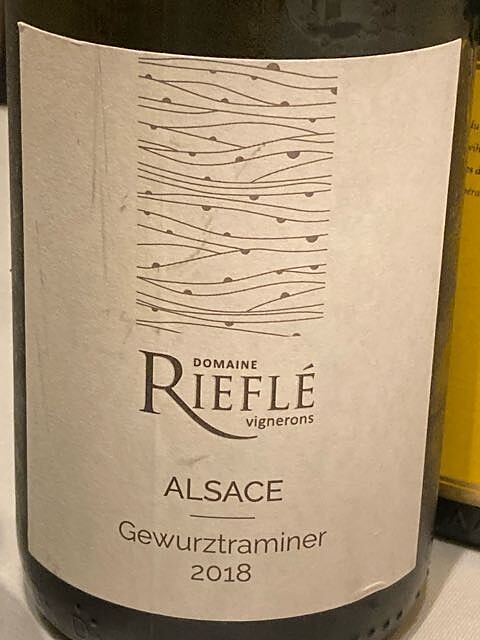 DOMAINE
RIEFLÉ
vignerons
ALSACE
Gewurztraminer
2018